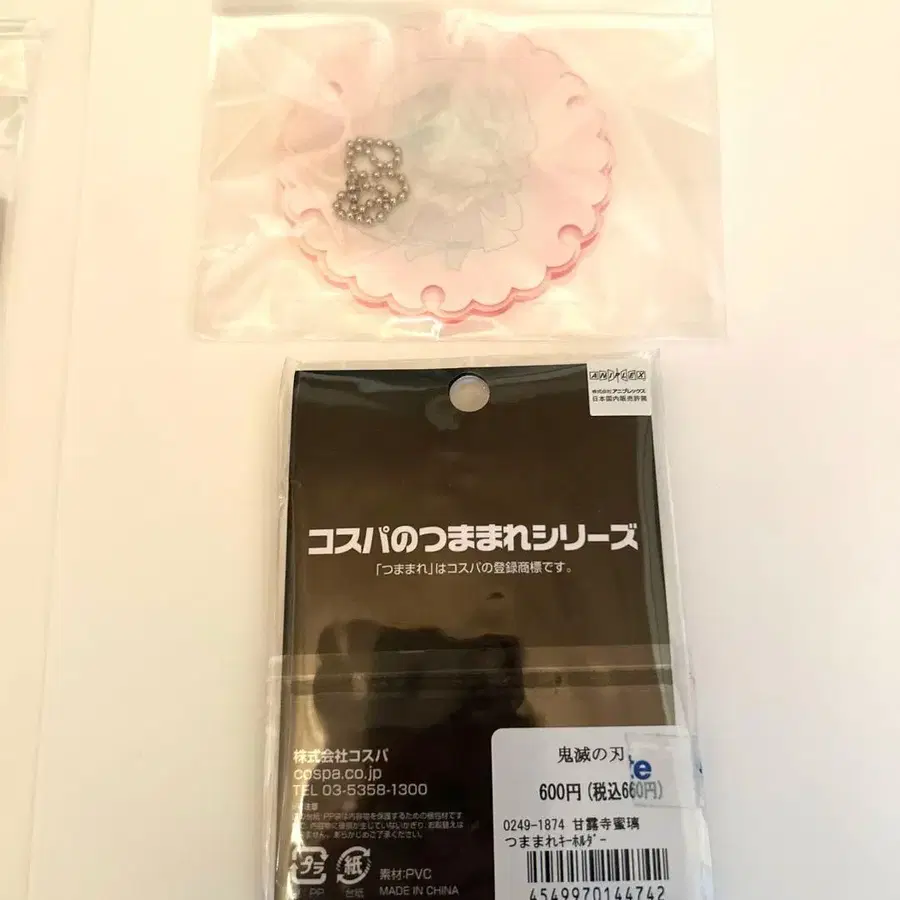 ANIPLEX
株式会社アニプレックス
日本国内販売許諾
コスパのつままれシリーズ
「つままれ」はコスパの登録商標です。
株式会社コスパ
cospa.co.jp
TEL 03-5358-1300
プラ
紙
PP
台紙
素材:PVC
MADE IN CHINA
鬼滅の刃
te
600円(税込660円)
0249-1874 甘露寺蜜璃
つままれキーホルダー
4549970144742